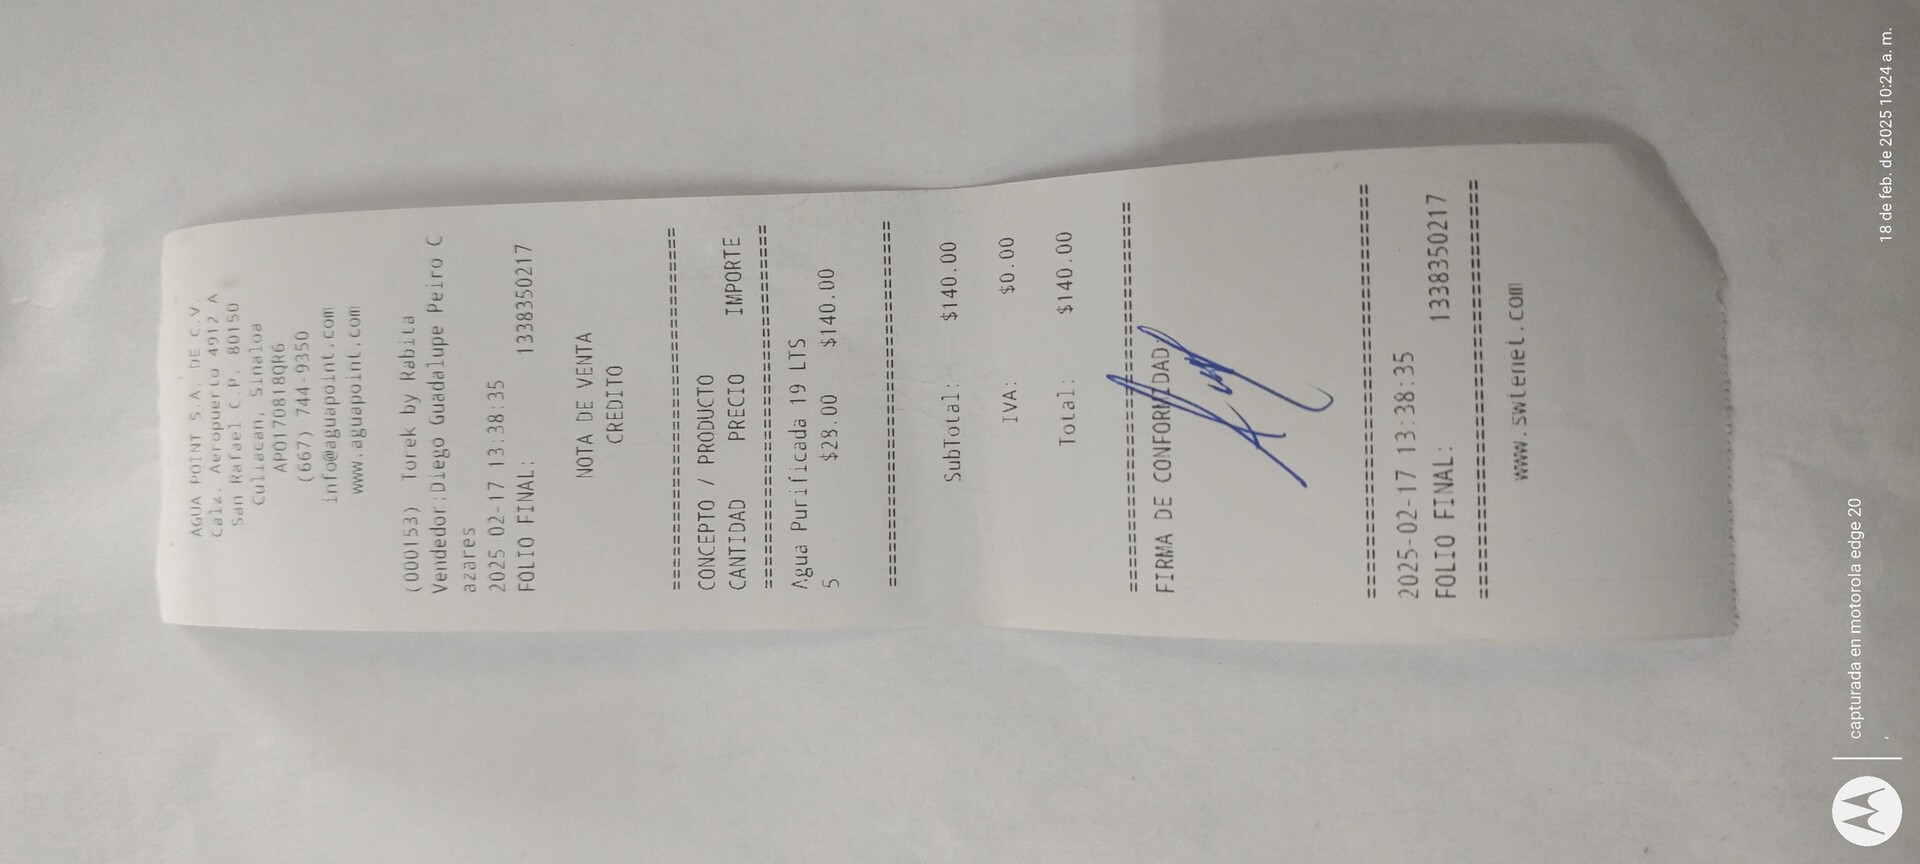 AGUA POINT S.A. DE C.V.
Calz. Aeropuerto 4912 A
San Rafael C.P. 80150
Culiacan, Sinaloa
APO170818QR6
(667) 744-9350
info@aguapoint.com
www.aguapoint.com
(000153) Torek by Rabila
Vendedor:Diego Guadalupe Peiro C
azares
2025-02-17 13:38:35
FOLIO FINAL: 1338350217
NOTA DE VENTA
CREDITO
================================
CONCEPTO / PRODUCTO
CANTIDAD PRECIO IMPORTE
================================
Agua Purificada 19 LTS
5 $28.00 $140.00
================================
SubTotal: $140.00
IVA: $0.00
Total: $140.00
================================
FIRMA DE CONFORMIDAD:
================================
2025-02-17 13:38:35
FOLIO FINAL: 1338350217
================================
www.swtenet.com
capturada en motorola edge 20
18 de feb. de 2025 10:24 a. m.